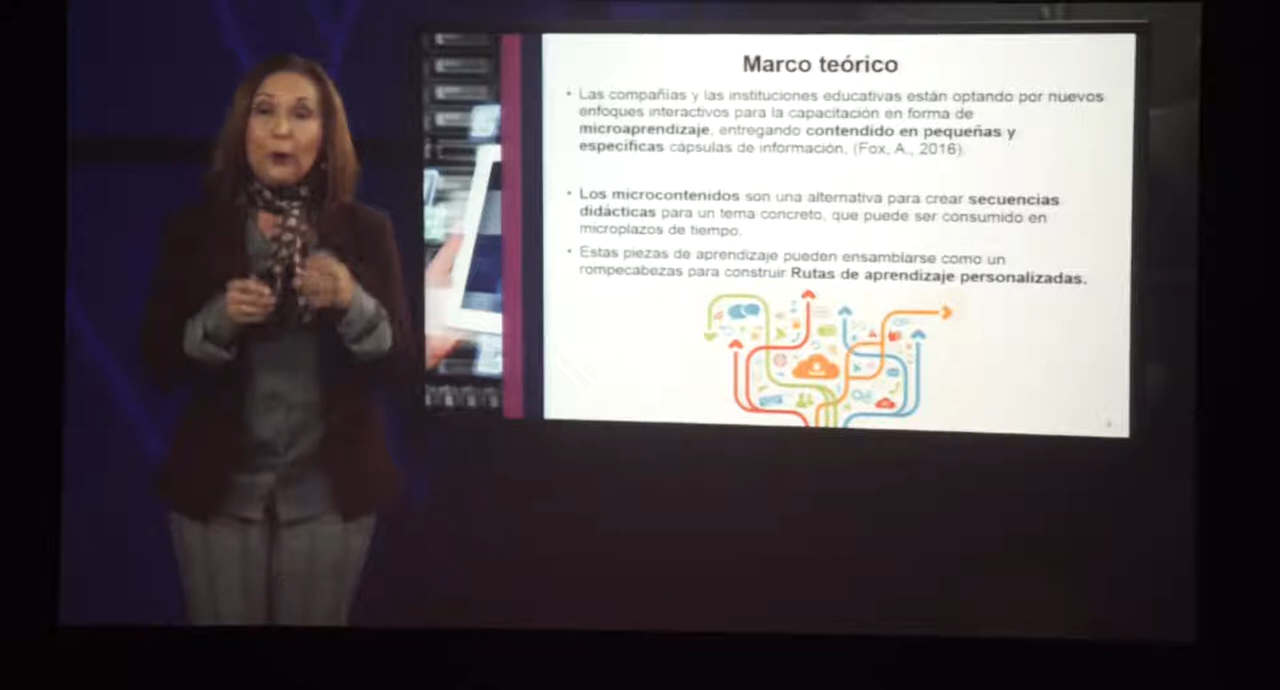 Marco teórico
• Las compañías y las instituciones educativas están optando por nuevos
enfoques interactivos para la capacitación en forma de
microaprendizaje, entregando contendido en pequeñas y
específicas cápsulas de información, (Fox, A., 2016).
• Los microcontenidos son una alternativa para crear secuencias
didácticas para un tema concreto, que puede ser consumido en
microplazos de tiempo.
• Estas piezas de aprendizaje pueden ensamblarse como un
rompecabezas para construir Rutas de aprendizaje personalizadas.